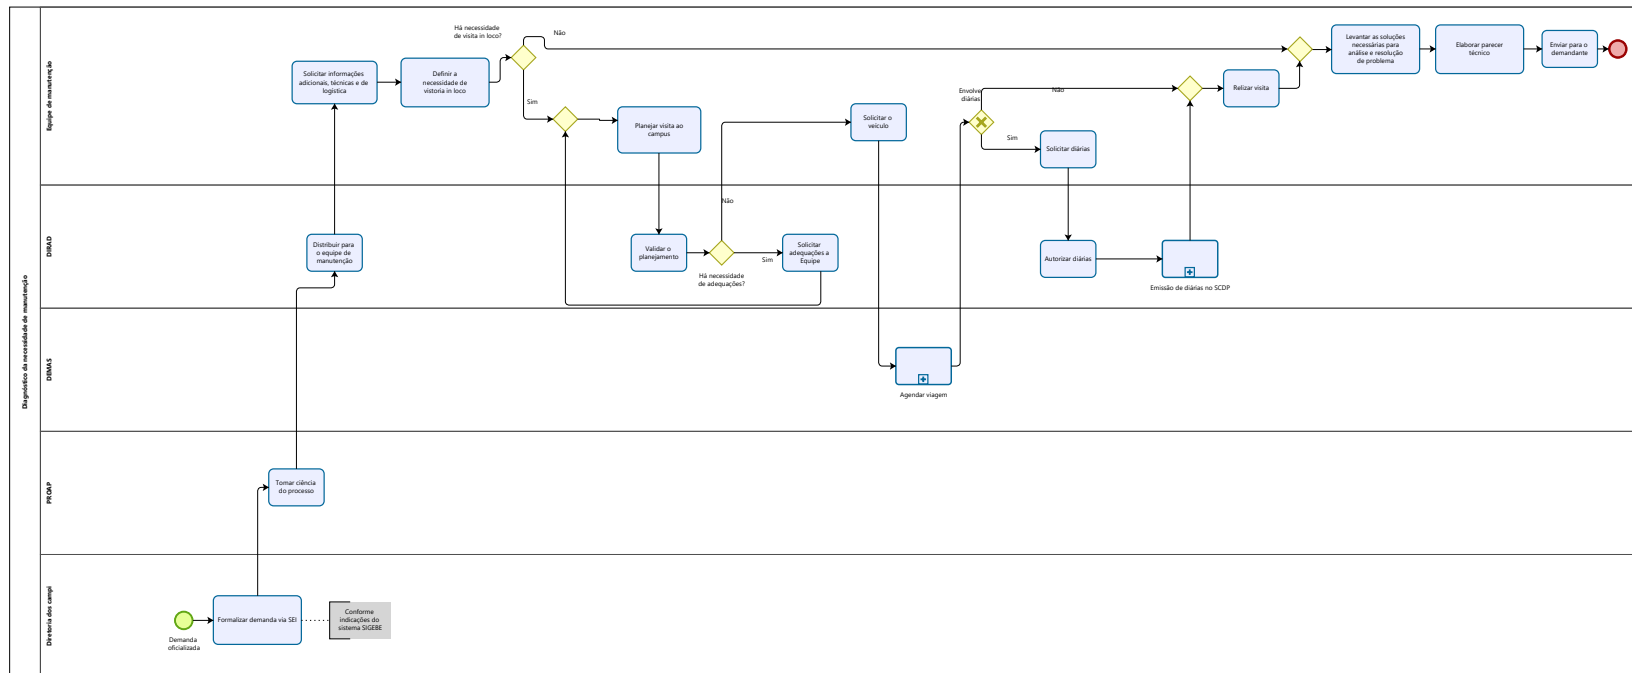 Diagnóstico da necessidade de manutenção
Equipe de manutenção
Há necessidade
de visita in loco?
Não
Sim
Solicitar informações
adicionais, técnicas e de
logística
Definir a
necessidade de
vistoria in loco
Planejar visita ao
campus
Solicitar o
veículo
Envolve
diárias
Não
Sim
Solicitar diárias
Relizar visita
Levantar as soluções
necessárias para
análise e resolução
de problema
Elaborar parecer
técnico
Enviar para o
demandante
DIRAD
Distribuir para
o equipe de
manutenção
Validar o
planejamento
Não
Há necessidade
de adequações?
Sim
Solicitar
adequações a
Equipe
Autorizar diárias
Emissão de diárias no SCDP
DEMAS
Agendar viagem
PROAP
Tomar ciência
do processo
Diretoria dos campi
Demanda
oficializada
Formalizar demanda via SEI
Conforme
indicações do
sistema SIGEBE